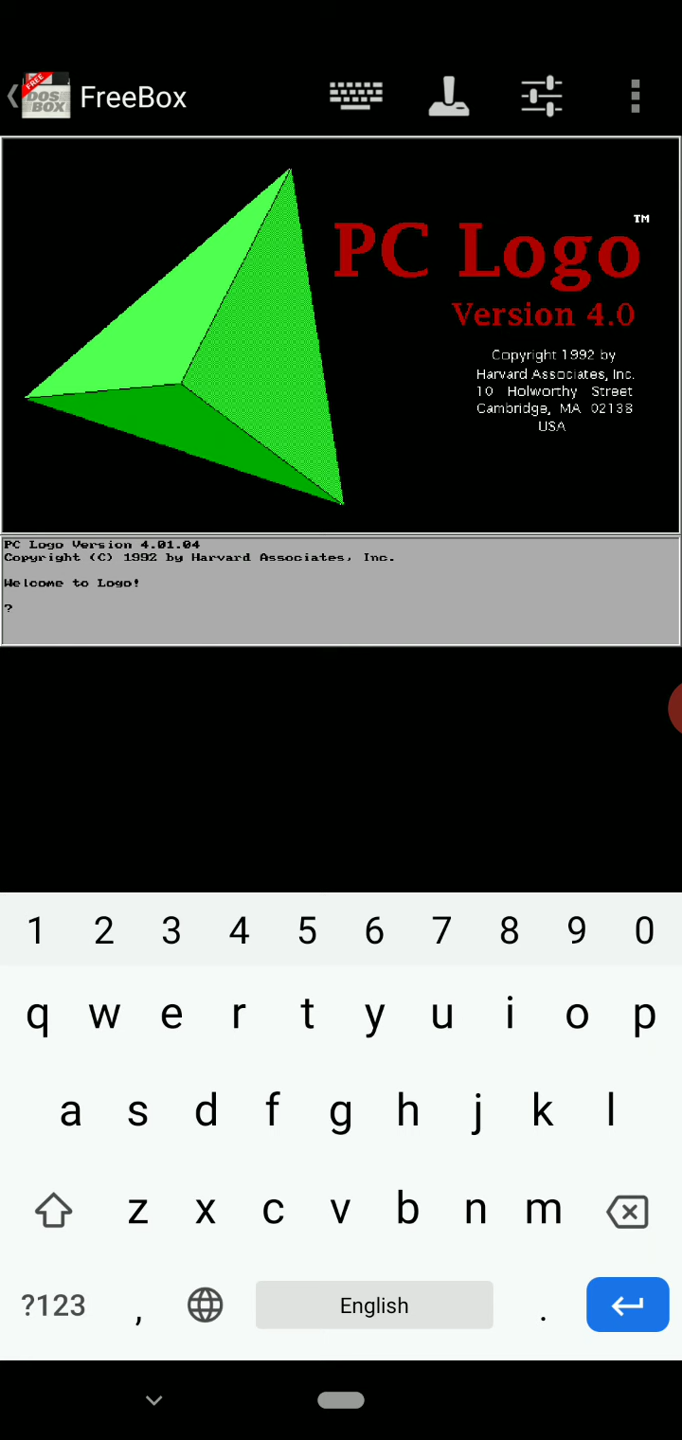 FREE
DOS
BOX
FreeBox
PC Logo™
Version 4.0
Copyright 1992 by
Harvard Associates, Inc.
10 Holworthy Street
Cambridge, MA 02138
USA
PC Logo Version 4.01.04
Copyright (C) 1992 by Harvard Associates, Inc.
Welcome to Logo!
?
1 2 3 4 5 6 7 8 9 0
q w e r t y u i o p
a s d f g h j k l
z x c v b n m
?123 , English .